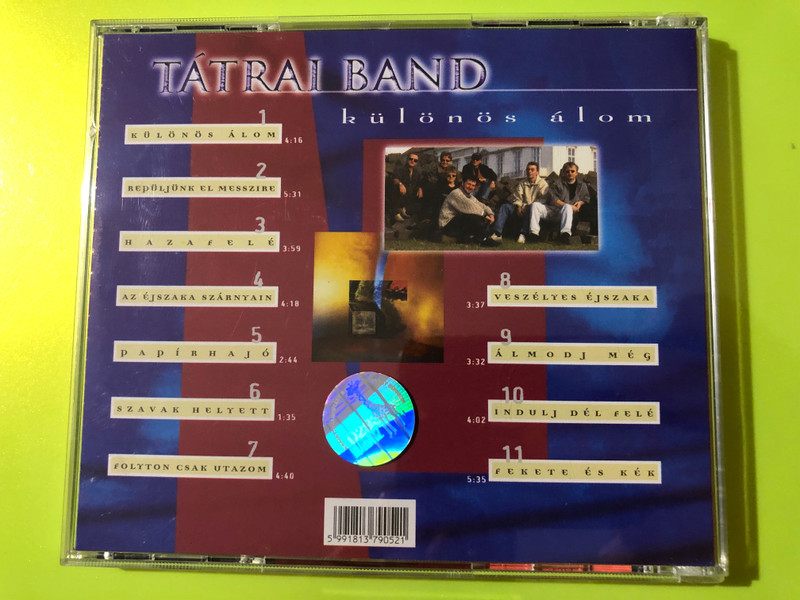 TÁTRAI BAND
különös álom
1
KÜLÖNÖS ÁLOM 4:16
2
REPÜLJÜNK EL MESSZIRE 5:31
3
HAZAFELÉ 3:59
4
AZ ÉJSZAKA SZÁRNYAIN 4:18
5
PAPÍRHAJÓ 2:44
6
SZAVAK HELYETT 1:35
7
FOLYTON CSAK UTAZOM 4:40
8
3:37 VESZÉLYES ÉJSZAKA
9
3:32 ÁLMODJ MÉG
10
4:02 INDULJ DÉL FELÉ
11
5:35 FEKETE ÉS KÉK
5991813790521